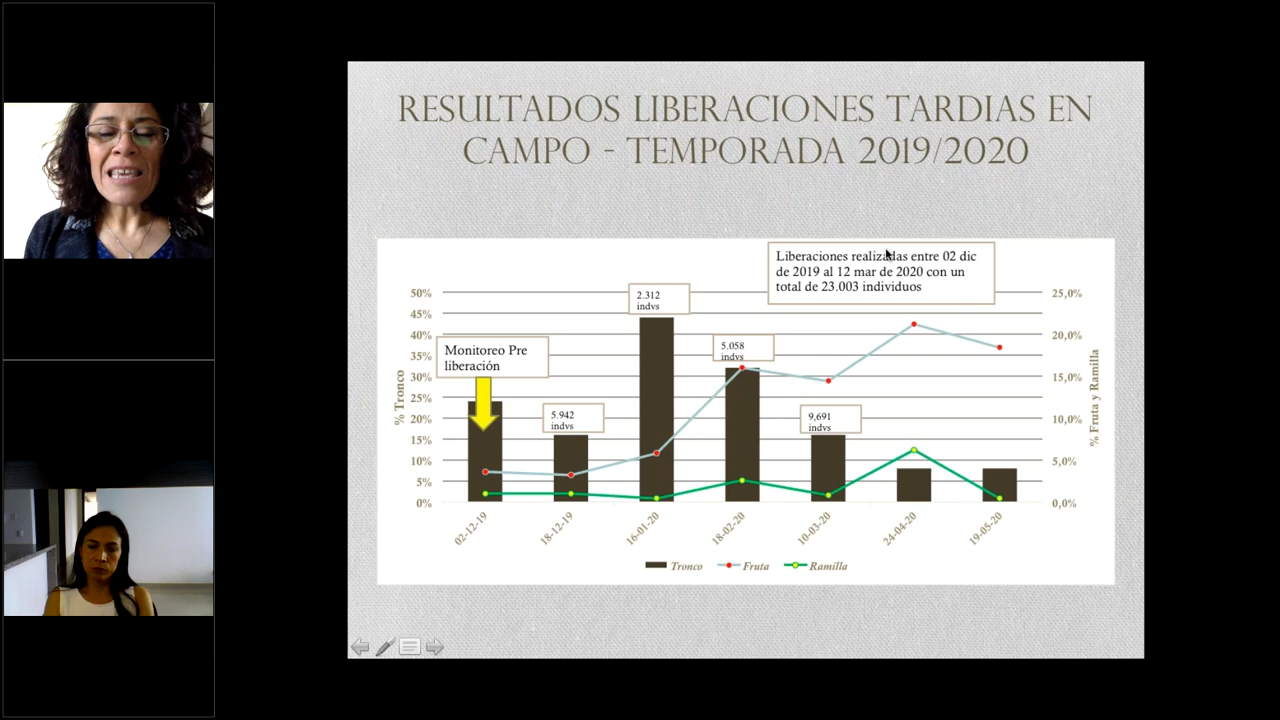 RESULTADOS LIBERACIONES TARDIAS EN
CAMPO - TEMPORADA 2019/2020
Liberaciones realizadas entre 02 dic
de 2019 al 12 mar de 2020 con un
total de 23.003 individuos
Monitoreo Pre
liberación
5.942
indvs
2.312
indvs
5.058
indvs
9,691
indvs
% Tronco
50%
45%
40%
35%
30%
25%
20%
15%
10%
5%
0%
25,0%
20,0%
15,0%
10,0%
5,0%
0,0%
% Fruta y Ramilla
02-12-19
18-12-19
16-01-20
18-02-20
10-03-20
24-04-20
19-05-20
Tronco
Fruta
Ramilla